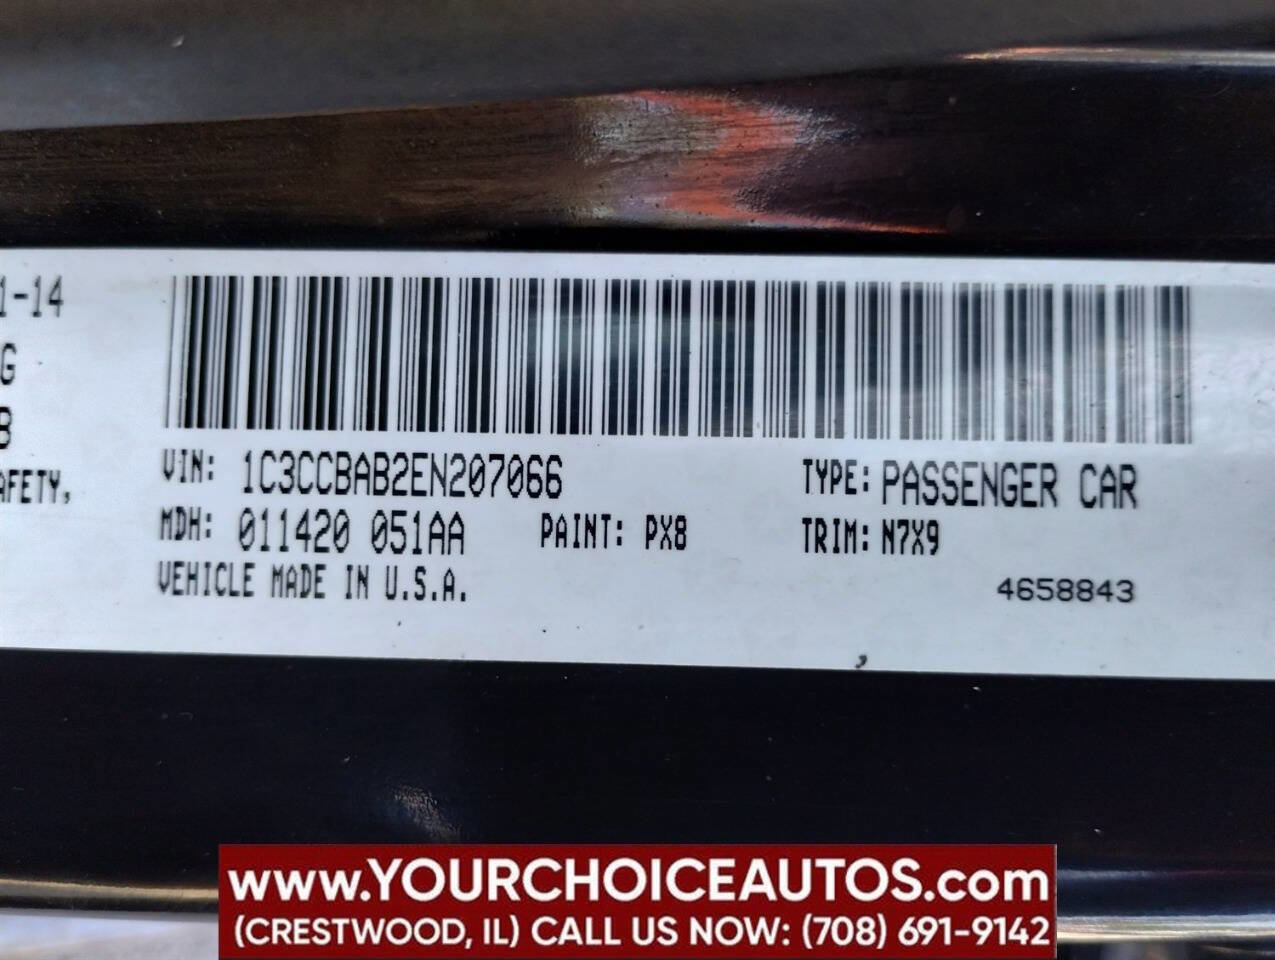 1-14
G
B
AFETY,
VIN: 1C3CCBAB2EN207066 TYPE: PASSENGER CAR
MDH: 011420 051AA PAINT: PX8 TRIM: N7X9
VEHICLE MADE IN U.S.A. 4658843
www.YOURCHOICEAUTOS.com
(CRESTWOOD, IL) CALL US NOW: (708) 691-9142